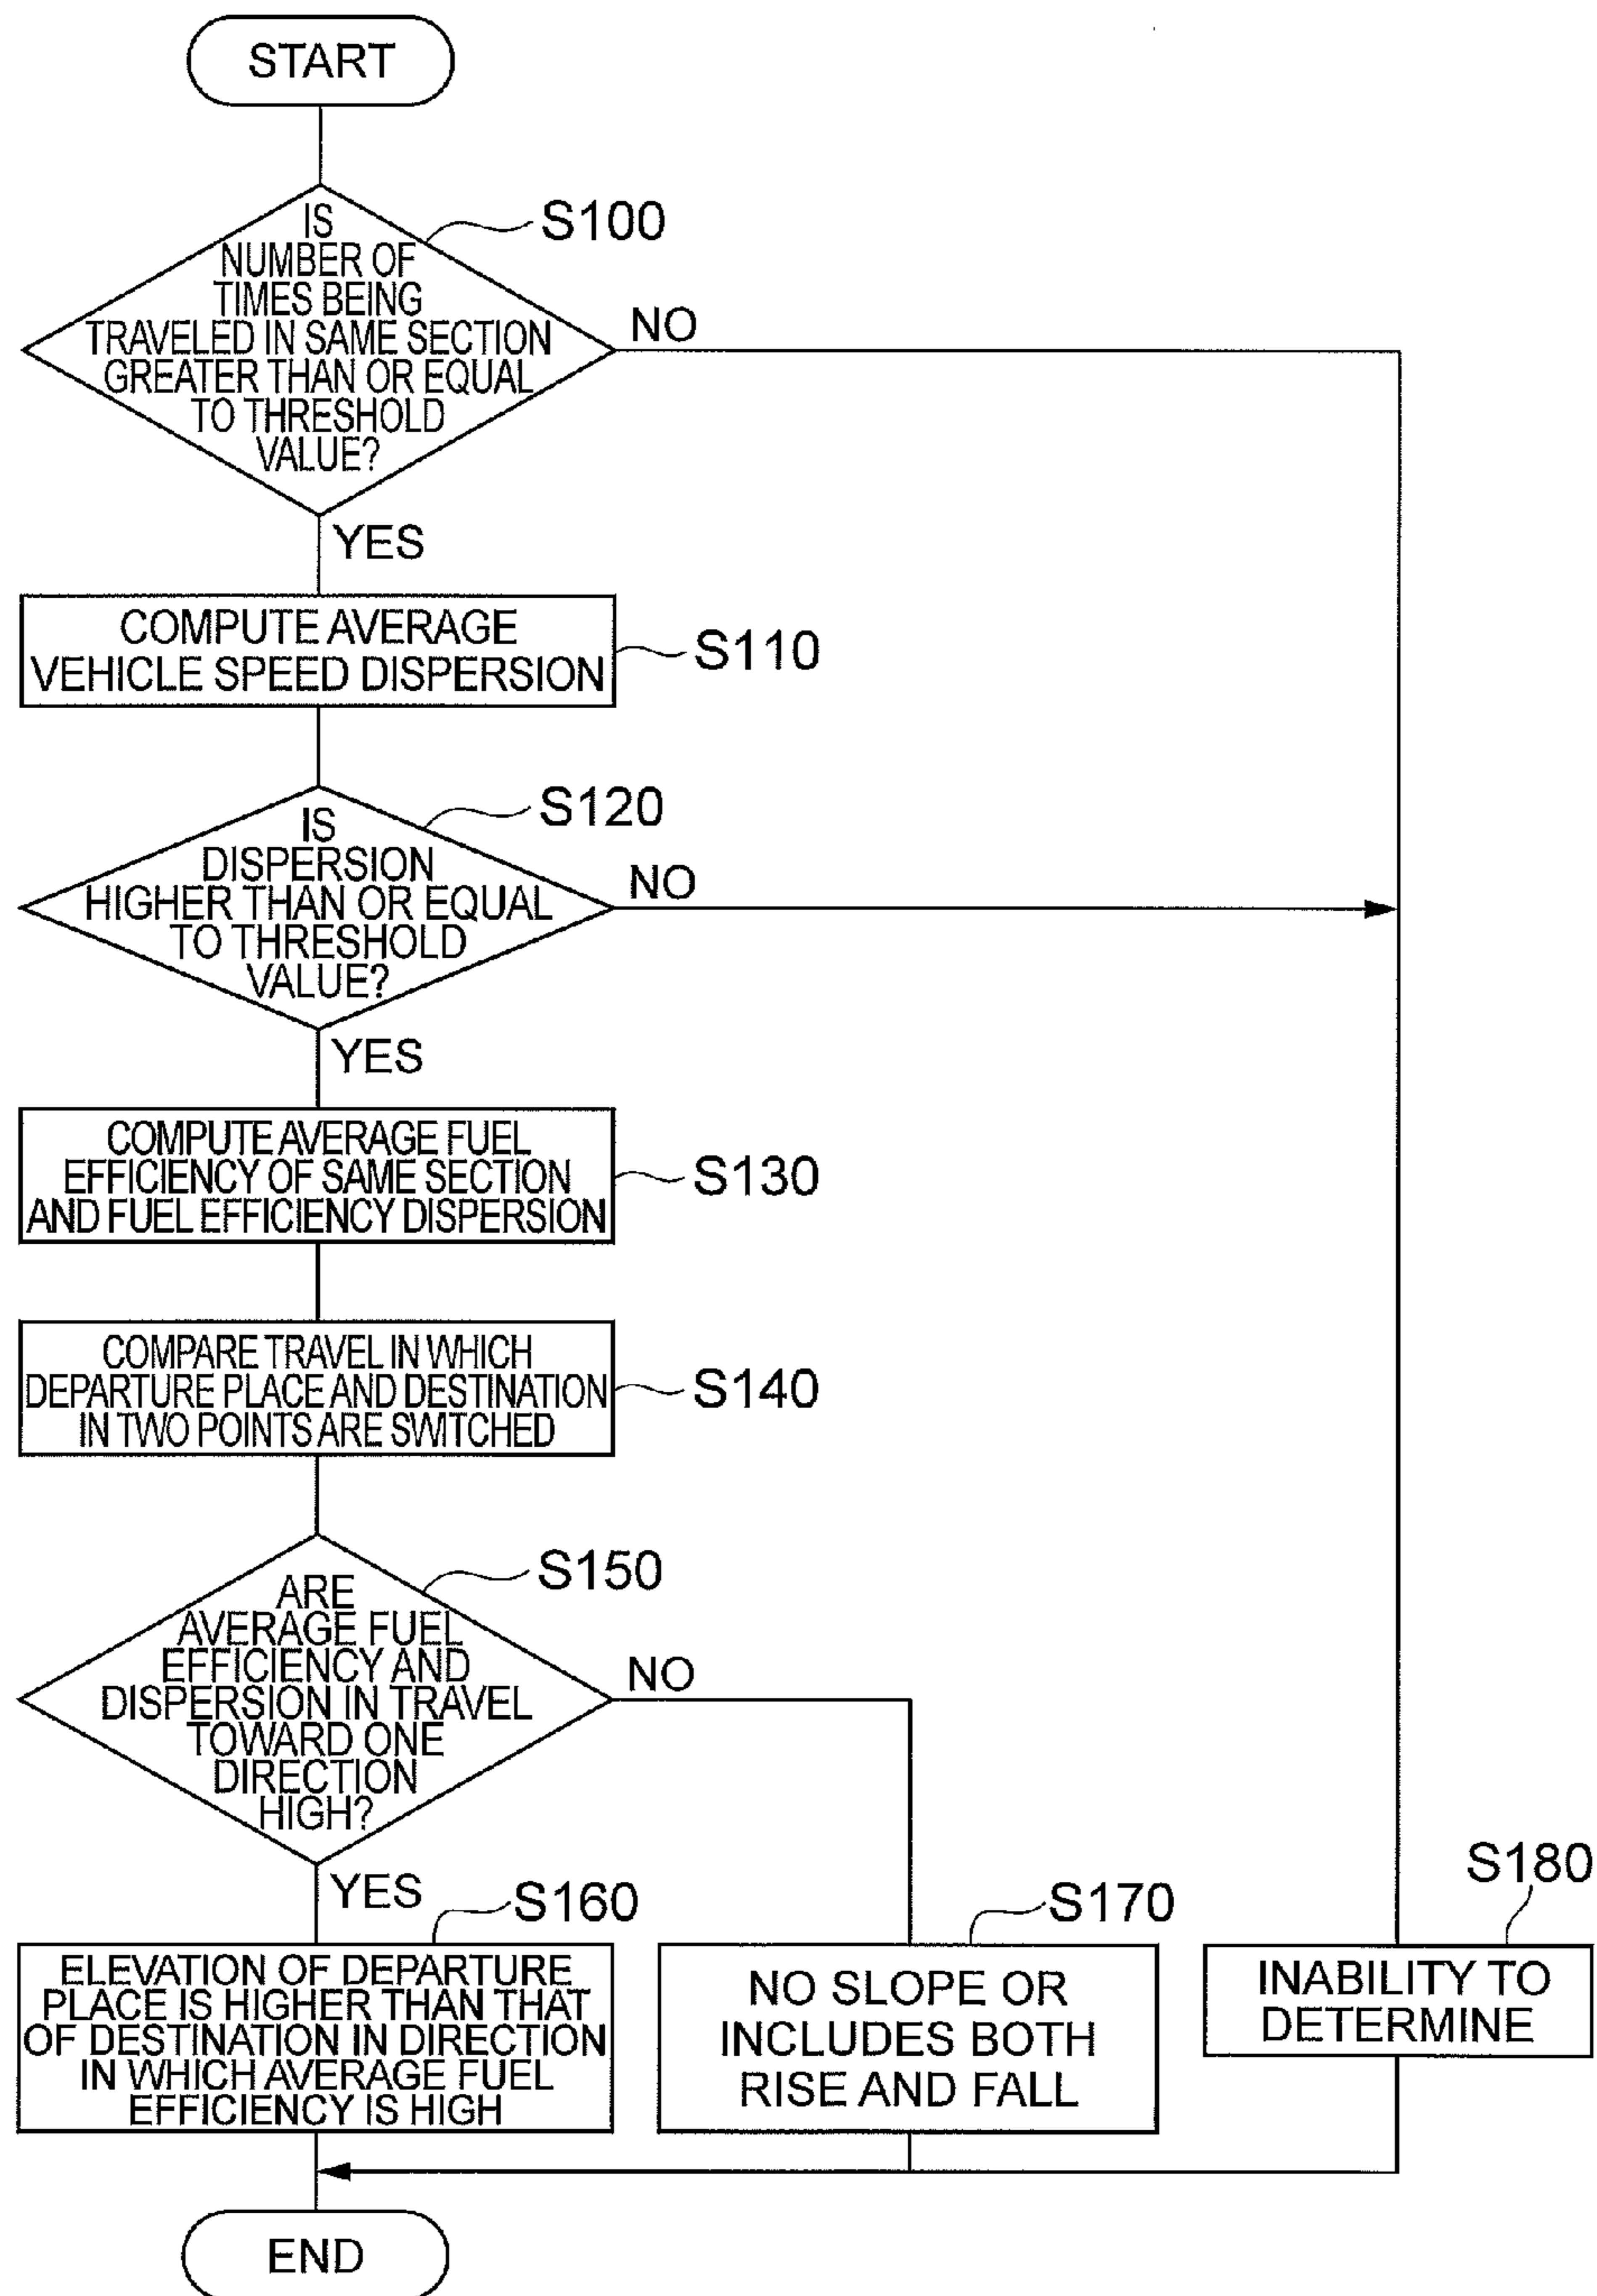 START
IS
NUMBER OF
TIMES BEING
TRAVELED IN SAME SECTION
GREATER THAN OR EQUAL
TO THRESHOLD
VALUE?
S100
NO
YES
COMPUTE AVERAGE
VEHICLE SPEED DISPERSION
S110
IS
DISPERSION
HIGHER THAN OR EQUAL
TO THRESHOLD
VALUE?
S120
NO
YES
COMPUTE AVERAGE FUEL
EFFICIENCY OF SAME SECTION
AND FUEL EFFICIENCY DISPERSION
S130
COMPARE TRAVEL IN WHICH
DEPARTURE PLACE AND DESTINATION
IN TWO POINTS ARE SWITCHED
S140
ARE
AVERAGE FUEL
EFFICIENCY AND
DISPERSION IN TRAVEL
TOWARD ONE
DIRECTION
HIGH?
S150
NO
YES
S160
ELEVATION OF DEPARTURE
PLACE IS HIGHER THAN THAT
OF DESTINATION IN DIRECTION
IN WHICH AVERAGE FUEL
EFFICIENCY IS HIGH
S170
NO SLOPE OR
INCLUDES BOTH
RISE AND FALL
S180
INABILITY TO
DETERMINE
END